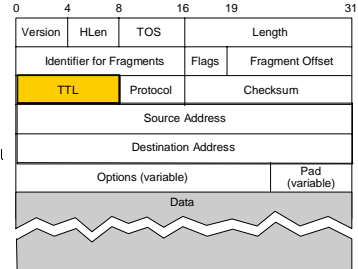 0 4 8 16 19 31
Version HLen TOS Length
Identifier for Fragments Flags Fragment Offset
TTL Protocol Checksum
Source Address
Destination Address
Options (variable) Pad
(variable)
Data